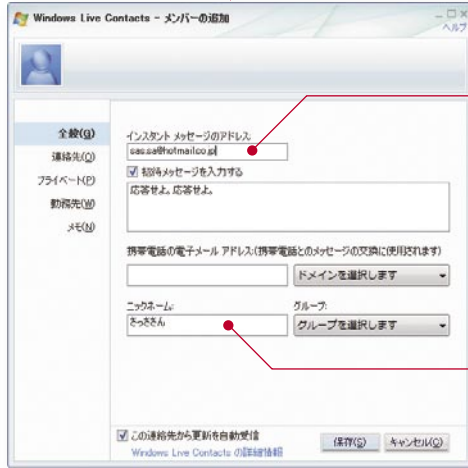 Windows Live Contacts - メンバーの追加
ヘルプ
全般(g)
連絡先(O)
プライベート(P)
勤務先(W)
メモ(N)
インスタント メッセージのアドレス:
sas.sa@hotmail.co.jp
招待メッセージを入力する
応答せよ。応答せよ。
携帯電話の電子メール アドレス:(携帯電話とのメッセージの交換に使用されます)
ドメインを選択します
ニックネーム: グループ:
さっささん グループを選択します
この連絡先から更新を自動受信
Windows Live Contacts の詳細情報
保存(S) キャンセル(C)